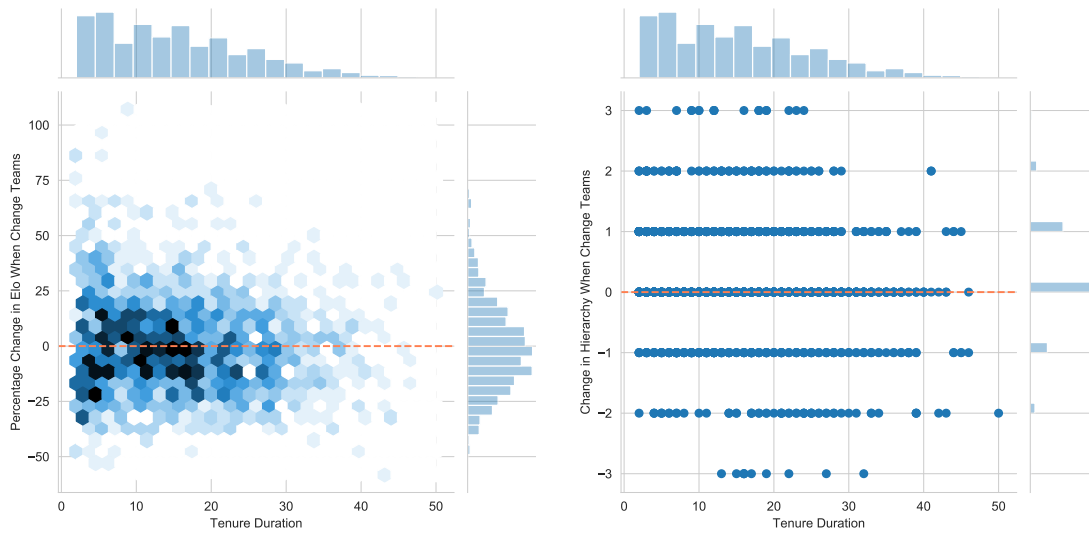 100
75
50
25
0
−25
−50
Percentage Change in Elo When Change Teams
0 10 20 30 40 50
Tenure Duration
3
2
1
0
−1
−2
−3
Change in Hierarchy When Change Teams
0 10 20 30 40 50
Tenure Duration